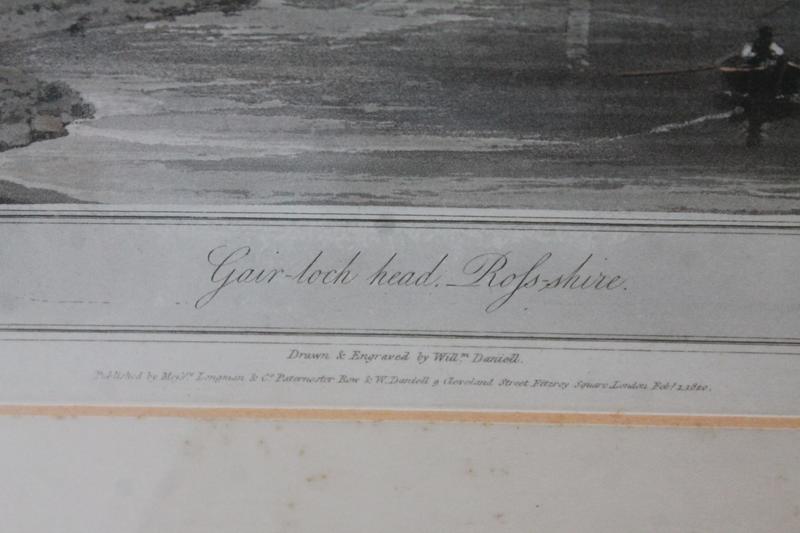 Gair-loch head. Roſs-shire.
Drawn & Engraved by Willm. Daniell.
Published by Meſsrs. Longman & Co. Paternoster Row & W. Daniell 9 Cleveland Street Fitzroy Square London Feby. 1. 1820.